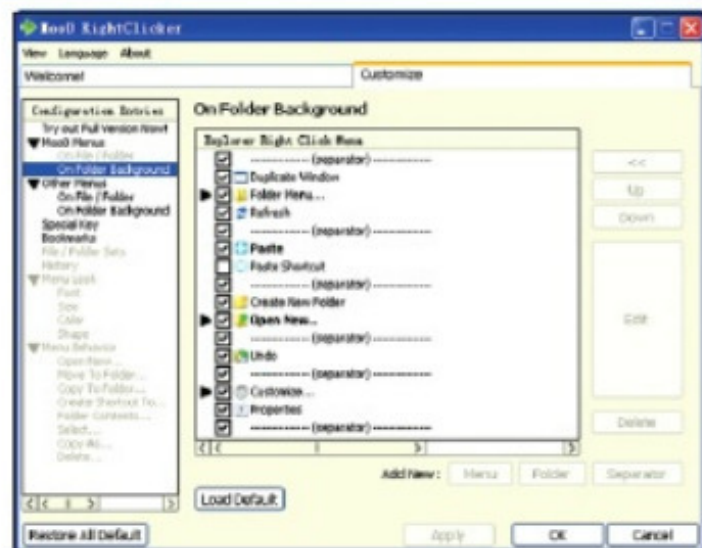 MooO RightClicker
View Language About
Welcome!
Customize
Configuration Entries
Try out Full Version Now!
MooO Menus
On File / Folder
On Folder Background
Other Menus
On File / Folder
On Folder Background
Special Key
Bookmarks
File / Folder Sets
History
Menu Look
Font
Size
Color
Shape
Menu Behavior
Open New...
Move To Folder...
Copy To Folder...
Create Shortcut To...
Folder Contents...
Select...
Copy As...
Delete...
On Folder Background
Explorer Right Click Menu
------------- (separator) -------------
Duplicate Window
Folder Menu...
Refresh
------------- (separator) -------------
Paste
Paste Shortcut
------------- (separator) -------------
Create New Folder
Open New...
------------- (separator) -------------
Undo
------------- (separator) -------------
Customize...
Properties
------------- (separator) -------------
<<
Up
Down
Edit
Delete
Add New : Menu Folder Separator
Load Default
Restore All Default
Apply
OK
Cancel